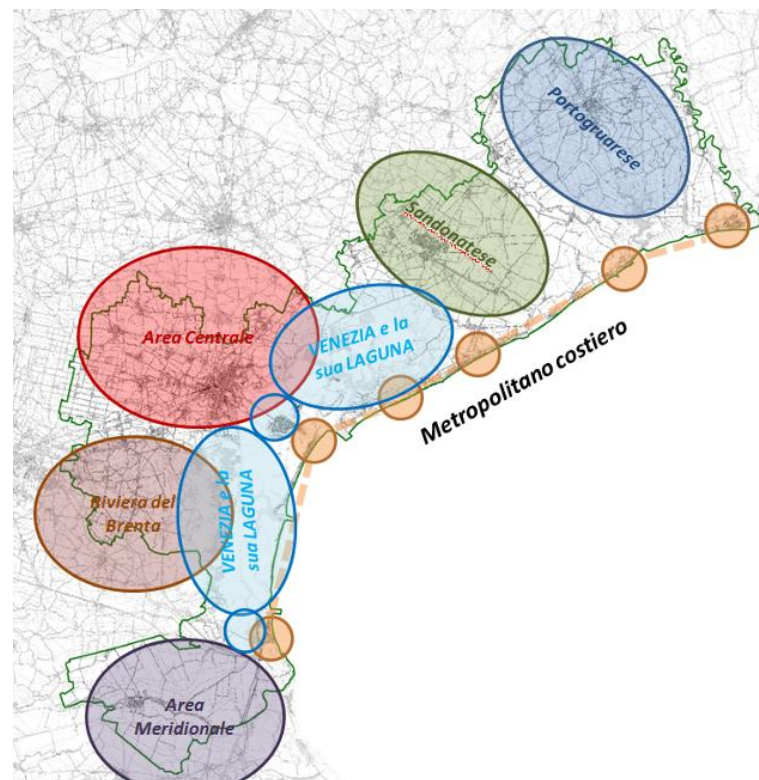 Portogruarese
Sandonatese
Area Centrale
VENEZIA e la
sua LAGUNA
Metropolitano costiero
Riviera del
Brenta
VENEZIA e la
sua LAGUNA
Area
Meridionale